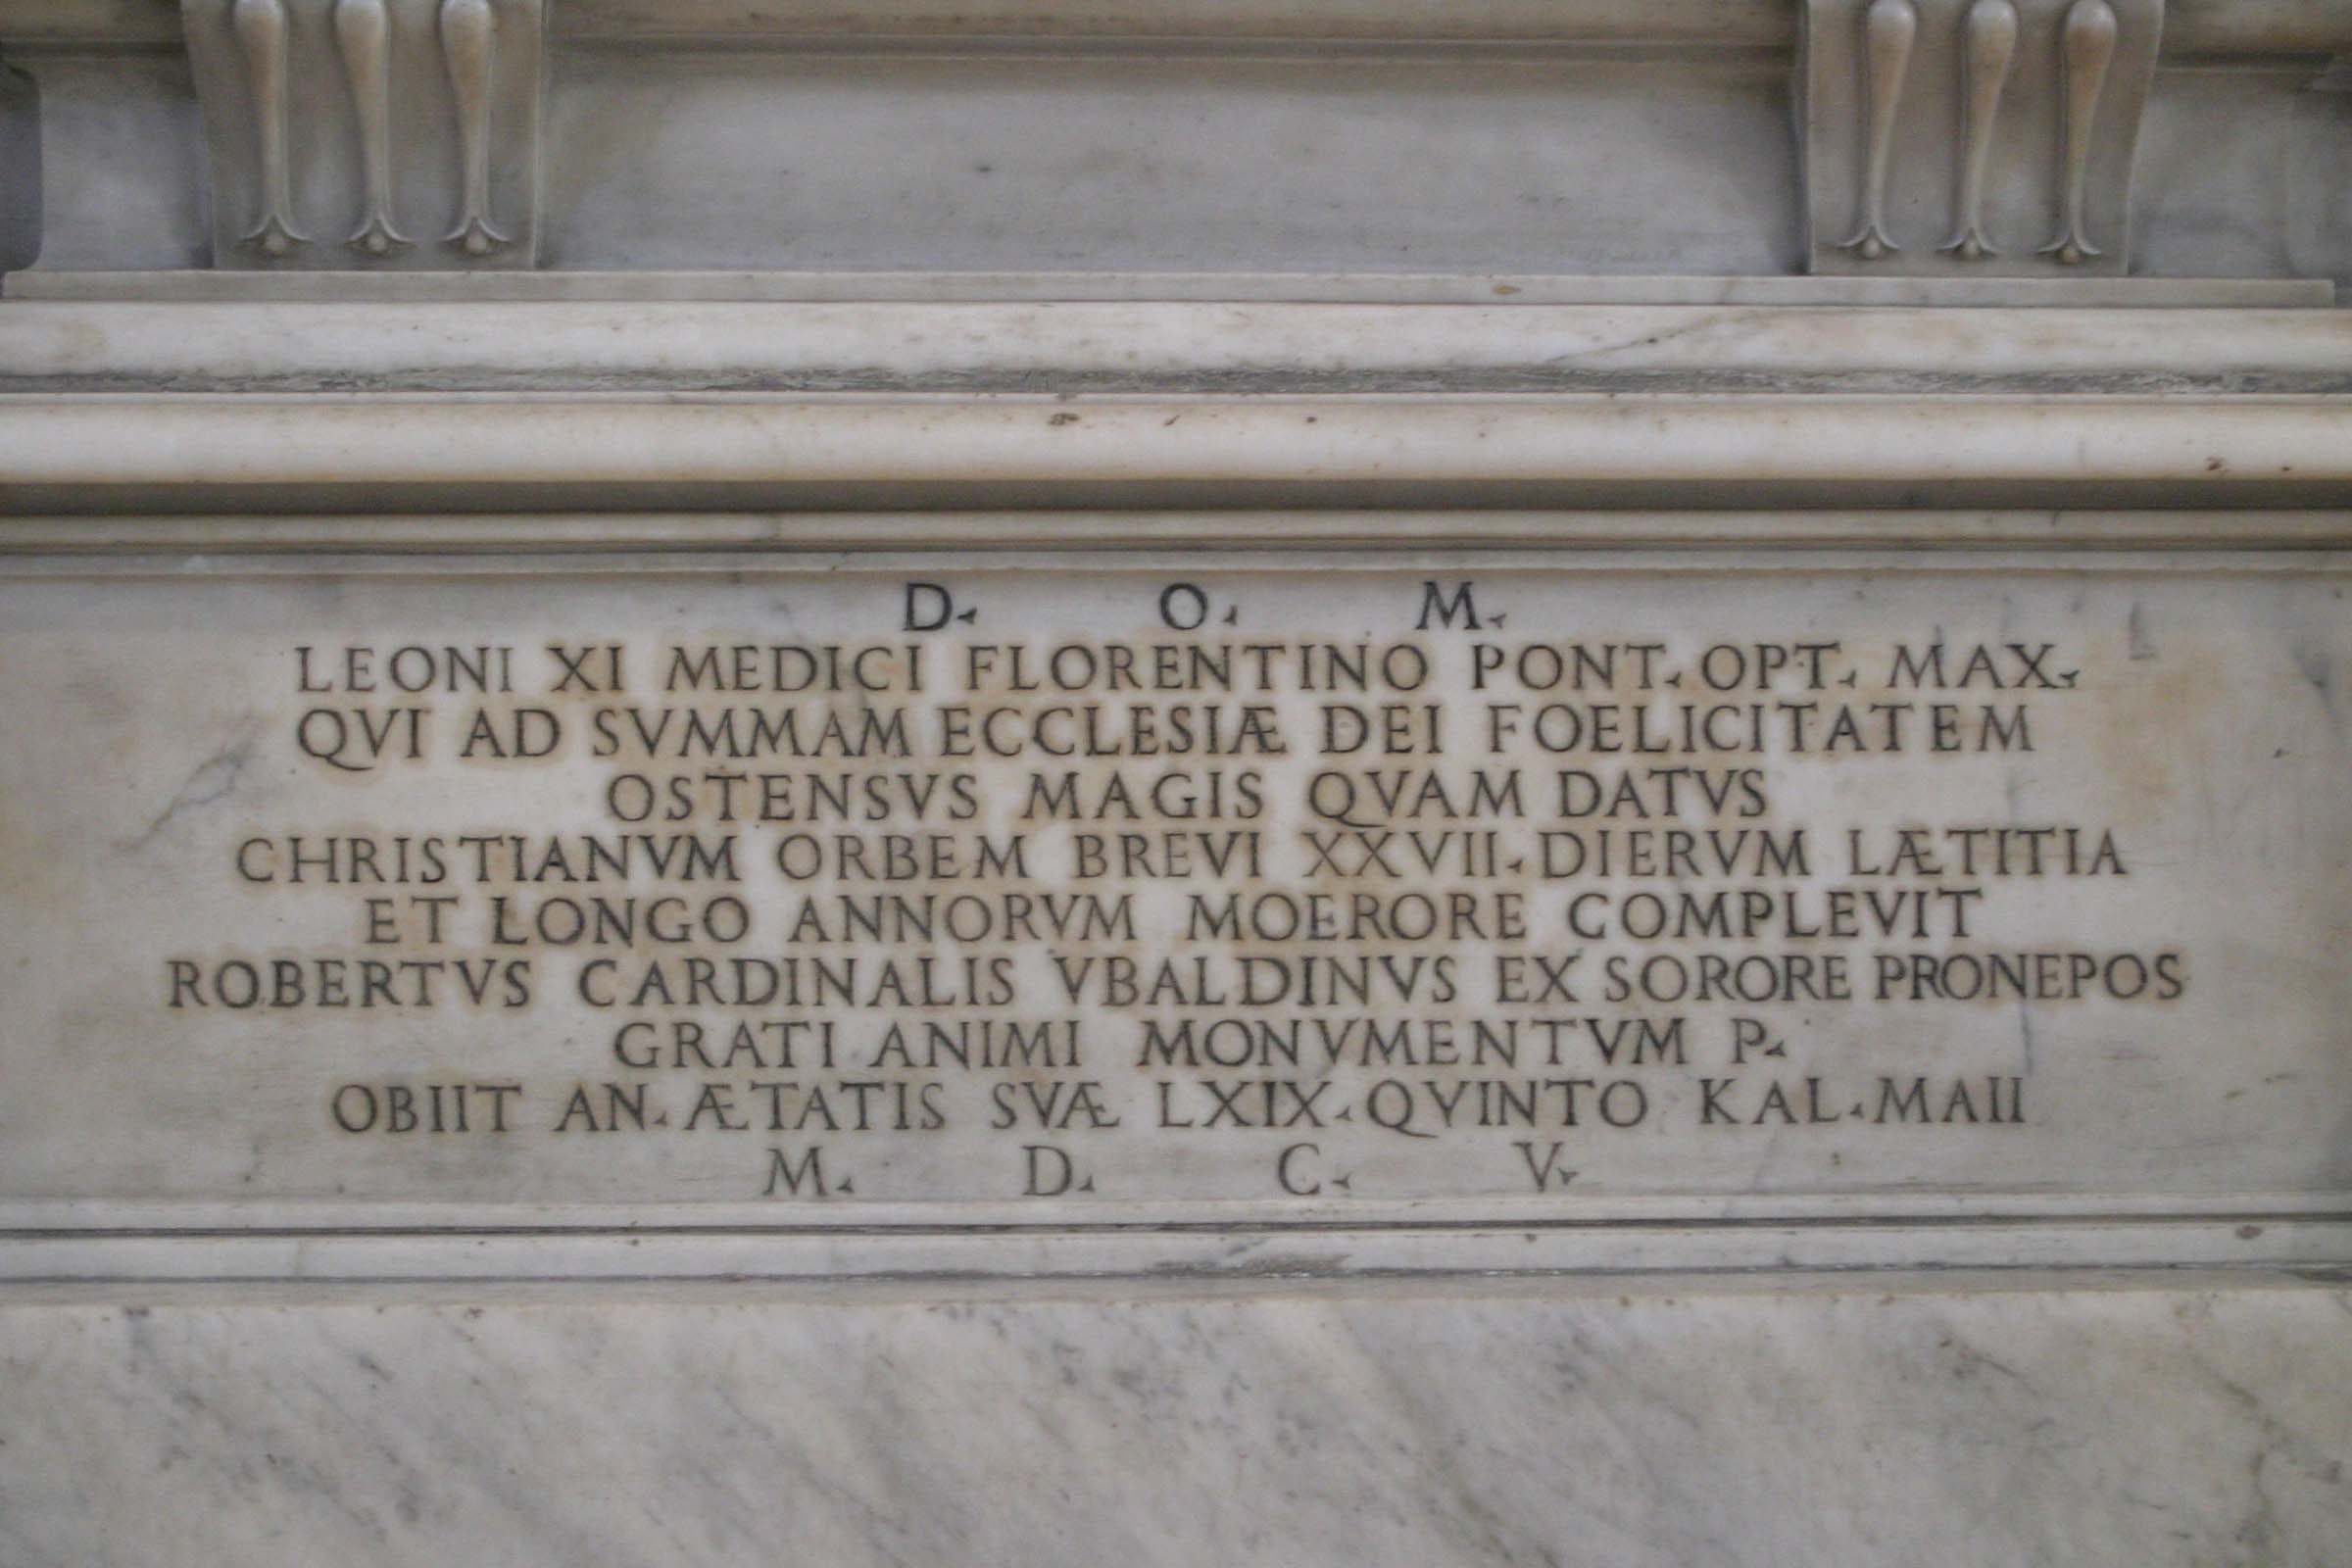 D. O. M.
LEONI XI MEDICI FLORENTINO PONT. OPT. MAX.
QVI AD SVMMAM ECCLESIÆ DEI FOELICITATEM
OSTENSVS MAGIS QVAM DATVS
CHRISTIANVM ORBEM BREVI XXVII. DIERVM LÆTITIA
ET LONGO ANNORVM MOERORE COMPLEVIT
ROBERTVS CARDINALIS VBALDINVS EX SORORE PRONEPOS
GRATI ANIMI MONVMENTVM P.
OBIIT AN. ÆTATIS SVÆ LXIX. QVINTO KAL. MAII
M. D. C. V.